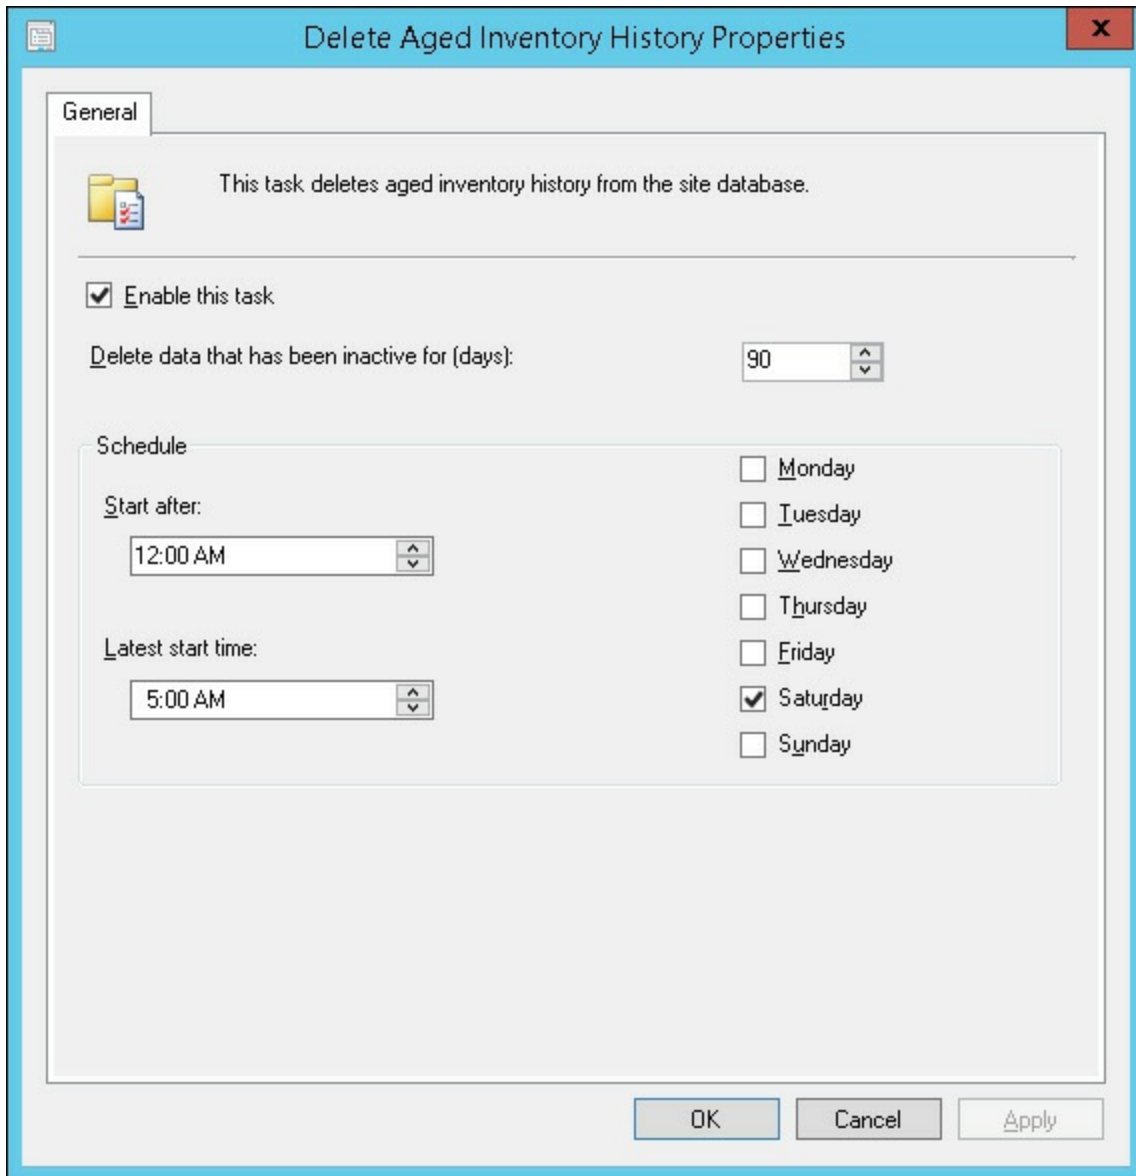 Delete Aged Inventory History Properties
x
General
This task deletes aged inventory history from the site database.
Enable this task
Delete data that has been inactive for (days):
90
Schedule
Start after:
12:00 AM
Latest start time:
5:00 AM
Monday
Tuesday
Wednesday
Thursday
Friday
Saturday
Sunday
OK
Cancel
Apply